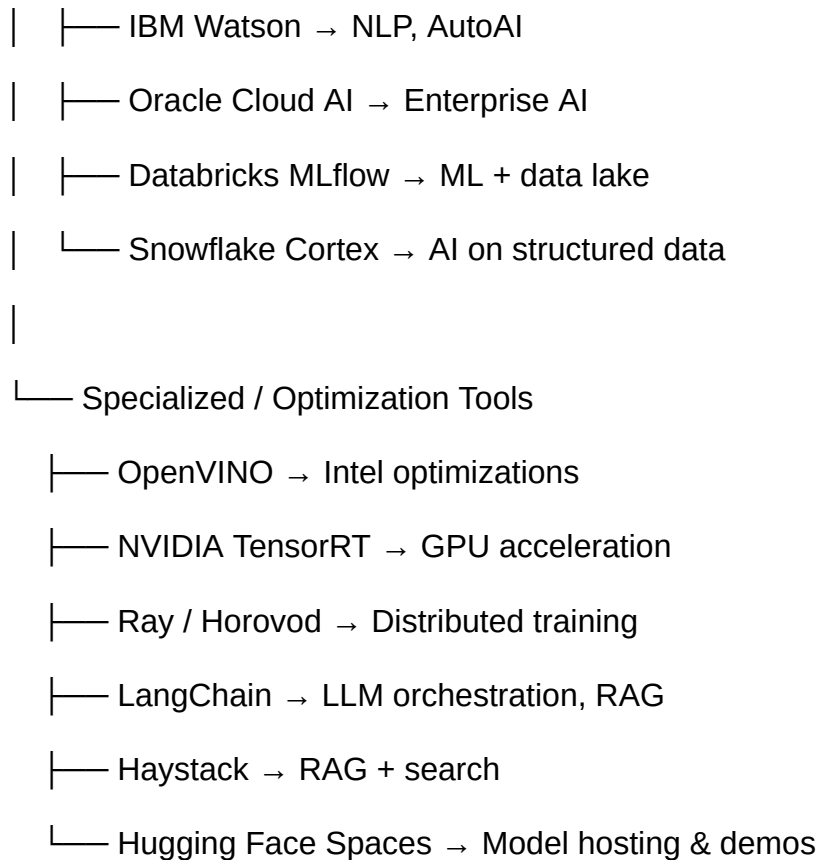 │   ├── IBM Watson → NLP, AutoAI
│   ├── Oracle Cloud AI → Enterprise AI
│   ├── Databricks MLflow → ML + data lake
│   └── Snowflake Cortex → AI on structured data
│
└── Specialized / Optimization Tools
    ├── OpenVINO → Intel optimizations
    ├── NVIDIA TensorRT → GPU acceleration
    ├── Ray / Horovod → Distributed training
    ├── LangChain → LLM orchestration, RAG
    ├── Haystack → RAG + search
    └── Hugging Face Spaces → Model hosting & demos